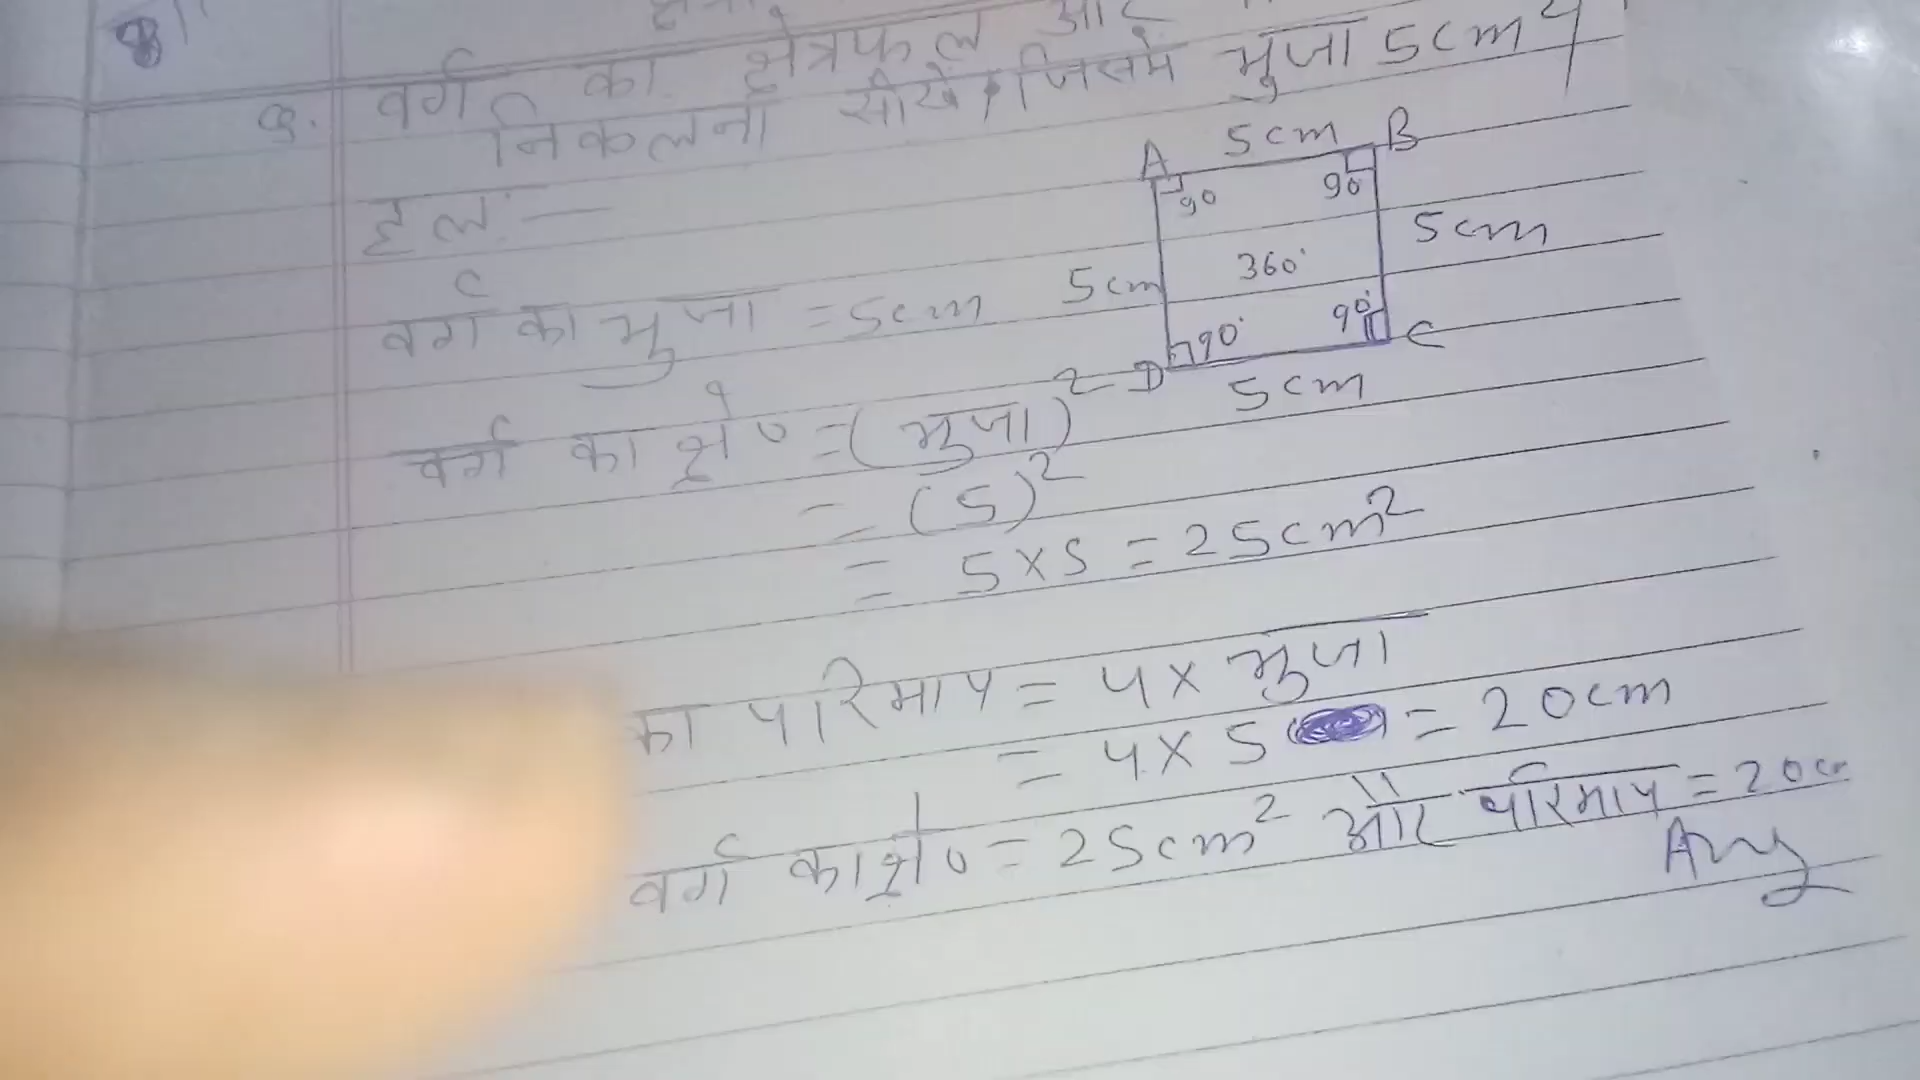 Q. वर्ग का क्षेत्रफल और
निकलना सीखें, जिसमें भुजा 5cm
हल:—
A 5cm B
90 90
5cm 360° 5cm
90° 90°
D 5cm C
वर्ग का भुजा = 5cm
वर्ग का क्षे० = (भुजा)²
= (5)²
= 5×5 = 25cm²
का परिमाप = 4× भुजा
= 4×5 = 20cm
वर्ग का क्षे० = 25cm² और परिमाप = 20cm
Ans